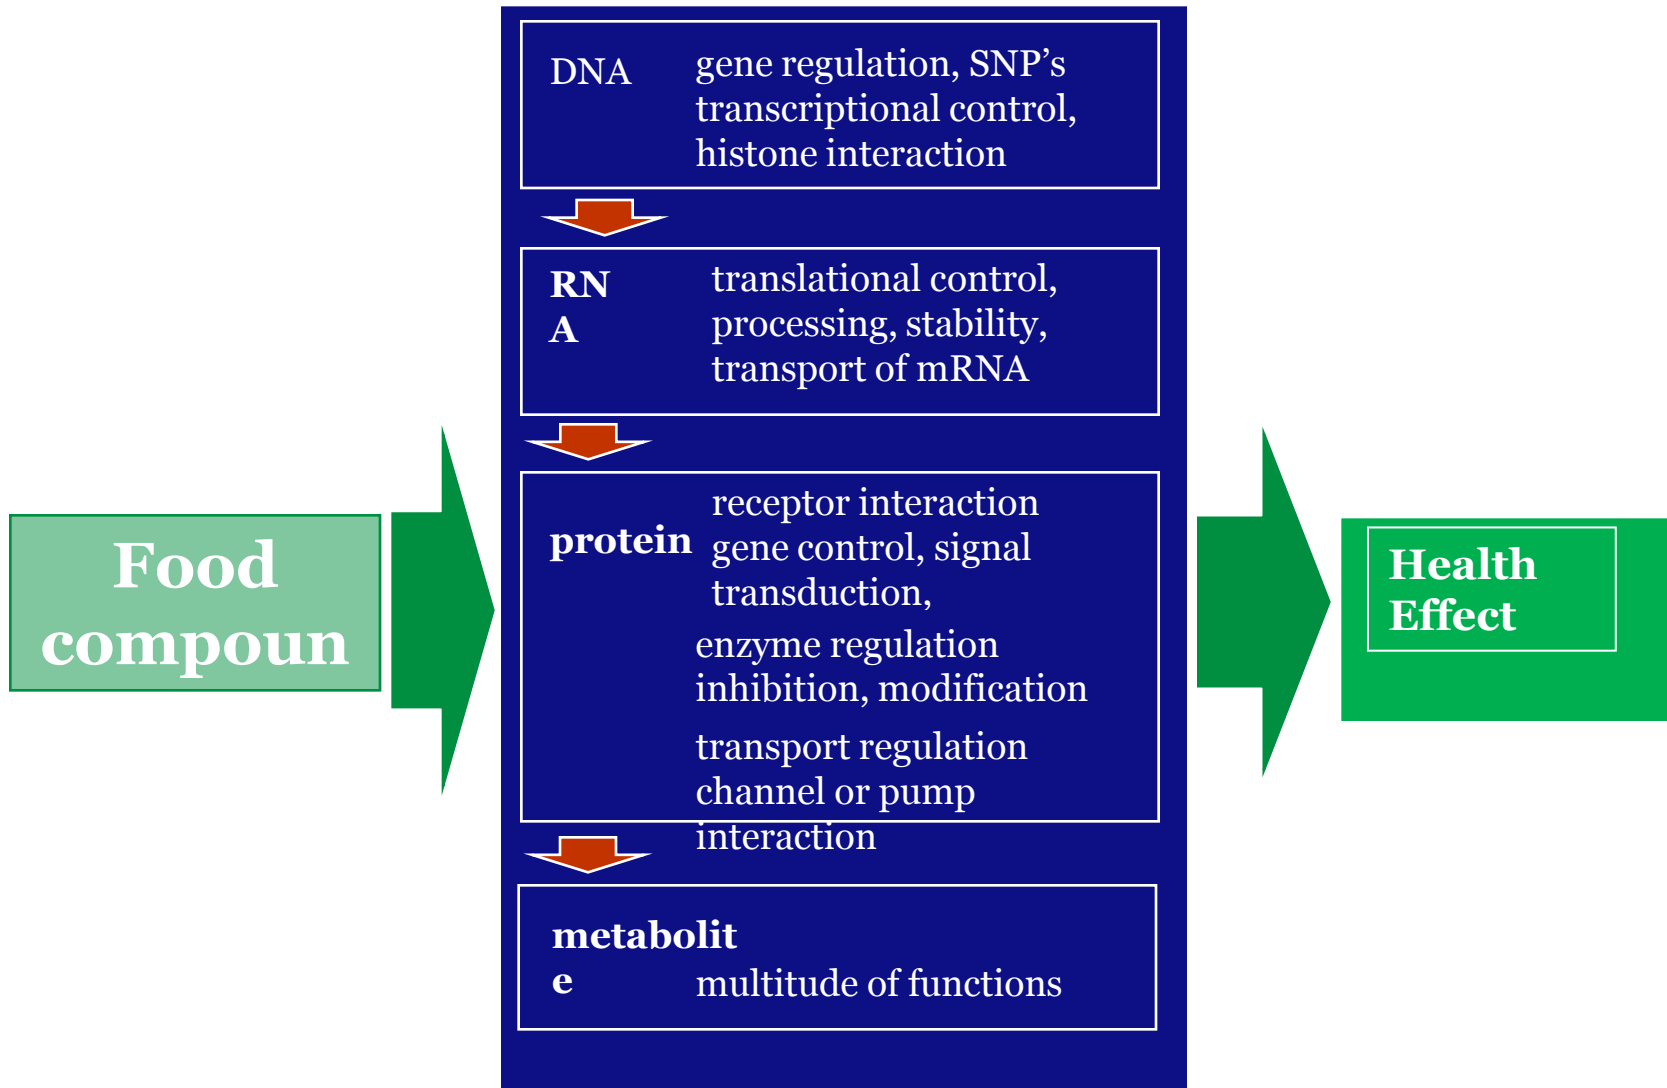 DNA
gene regulation, SNP’s
transcriptional control,
histone interaction
RN
A
translational control,
processing, stability,
transport of mRNA
protein
receptor interaction
gene control, signal
transduction,
enzyme regulation
inhibition, modification
transport regulation
channel or pump
interaction
metabolit
e
multitude of functions
Food
compoun
Health
Effect